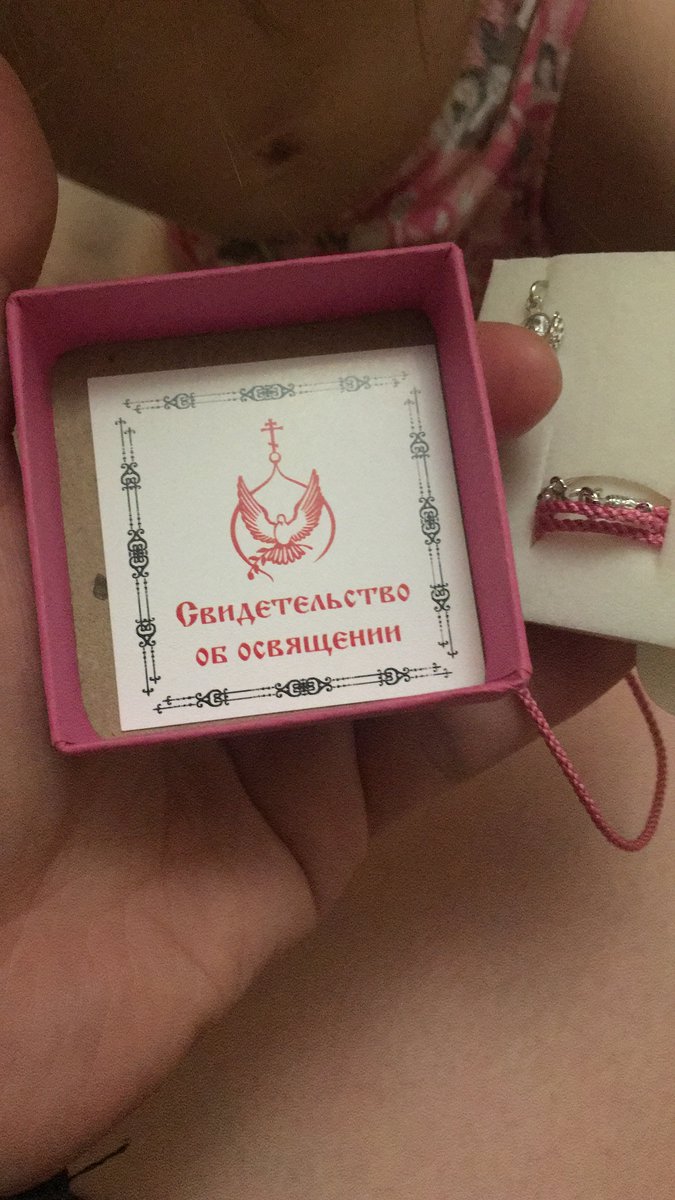 Свидетельство
об освящении